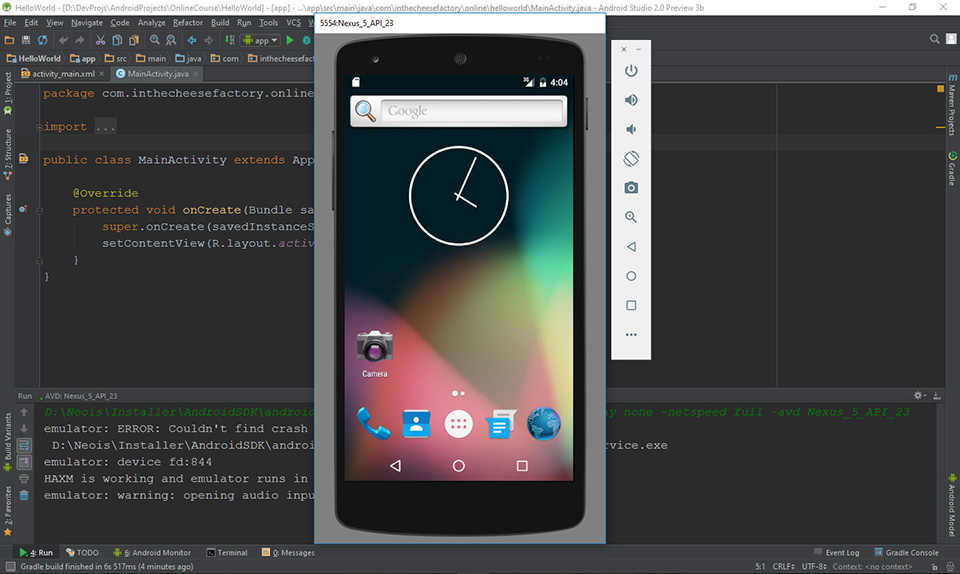 HelloWorld - [D:\DevProjs\AndroidProjects\OnlineCourse\HelloWorld] - [app] - ...\app\src\main\java\com\inthecheesefactory\online\helloworld\MainActivity.java - Android Studio 2.0 Preview 3b
File Edit View Navigate Code Analyze Refactor Build Run Tools VCS
5554:Nexus_5_API_23
app
HelloWorld app src main java com inthecheesefact
activity_main.xml MainActivity.java
1: Project
7: Structure
Captures
Build Variants
2: Favorites
package com.inthecheesefactory.online
import ...
public class MainActivity extends App
@Override
protected void onCreate(Bundle sa
super.onCreate(savedInstanceS
setContentView(R.layout.activ
}
}
4:04
Google
Camera
Maven Projects
Gradle
Android Model
Run AVD: Nexus_5_API_23
D:\Neois\Installer\AndroidSDK\android
ay none -netspeed full -avd Nexus_5_API_23
emulator: ERROR: Couldn't find crash
D:\Neois\Installer\AndroidSDK\andro
rvice.exe
emulator: device fd:844
HAXM is working and emulator runs in
emulator: warning: opening audio inpu
4: Run TODO 6: Android Monitor Terminal 0: Messages Event Log Gradle Console
Gradle build finished in 6s 517ms (4 minutes ago) 5:1 CRLF UTF-8 Context: <no context>